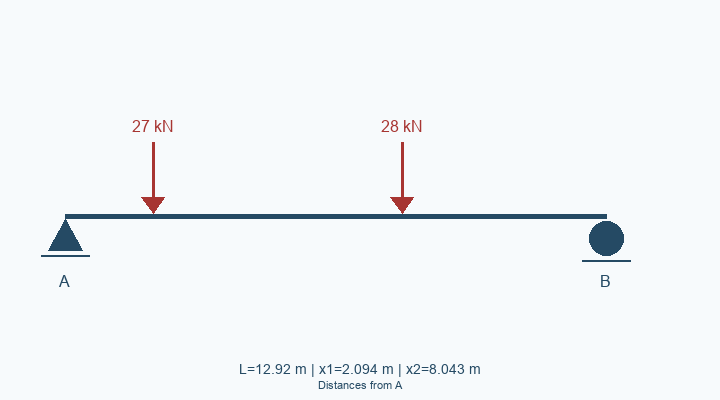 27 kN
28 kN
A
B
L=12.92 m | x1=2.094 m | x2=8.043 m
Distances from A